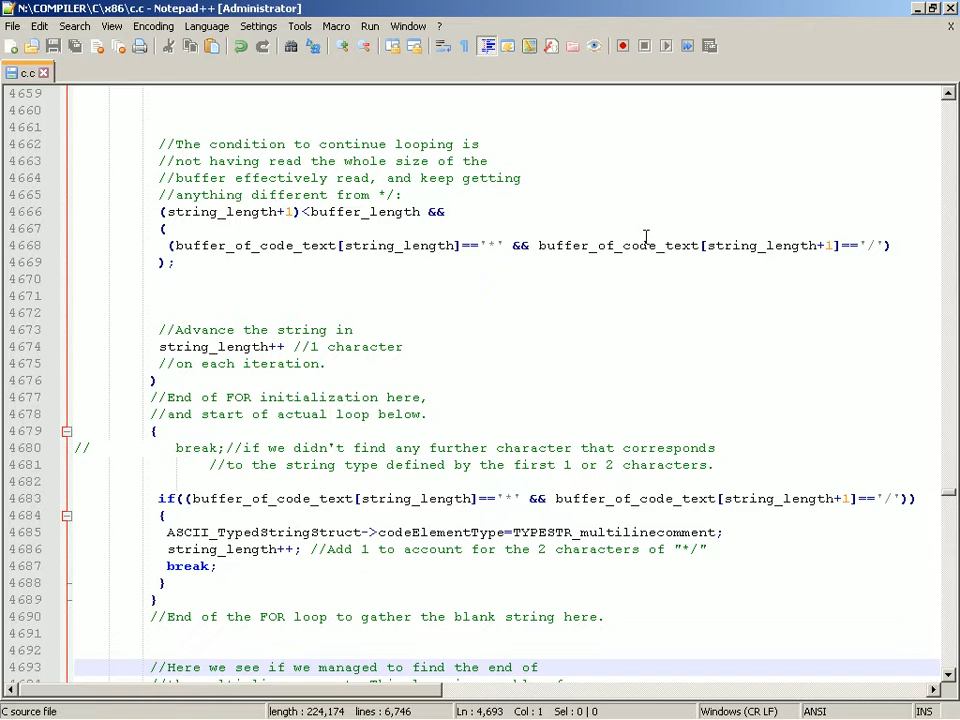 N:\COMPILER\C\x86\c.c - Notepad++ [Administrator]
File Edit Search View Encoding Language Settings Tools Macro Run Window ? X
c.c
4659
4660
4661
4662 //The condition to continue looping is
4663 //not having read the whole size of the
4664 //buffer effectively read, and keep getting
4665 //anything different from */:
4666 (string_length+1)<buffer_length &&
4667 (
4668 (buffer_of_code_text[string_length]=='*' && buffer_of_code_text[string_length+1]=='/')
4669 );
4670
4671
4672
4673 //Advance the string in
4674 string_length++ //1 character
4675 //on each iteration.
4676 )
4677 //End of FOR initialization here,
4678 //and start of actual loop below.
4679 {
4680 // break;//if we didn't find any further character that corresponds
4681 //to the string type defined by the first 1 or 2 characters.
4682
4683 if((buffer_of_code_text[string_length]=='*' && buffer_of_code_text[string_length+1]=='/'))
4684 {
4685 ASCII_TypedStringStruct->codeElementType=TYPESTR_multilinecomment;
4686 string_length++; //Add 1 to account for the 2 characters of "*/"
4687 break;
4688 }
4689 }
4690 //End of the FOR loop to gather the blank string here.
4691
4692
4693 //Here we see if we managed to find the end of
C source file length : 224,174 lines : 6,746 Ln : 4,693 Col : 1 Sel : 0 | 0 Windows (CR LF) ANSI INS